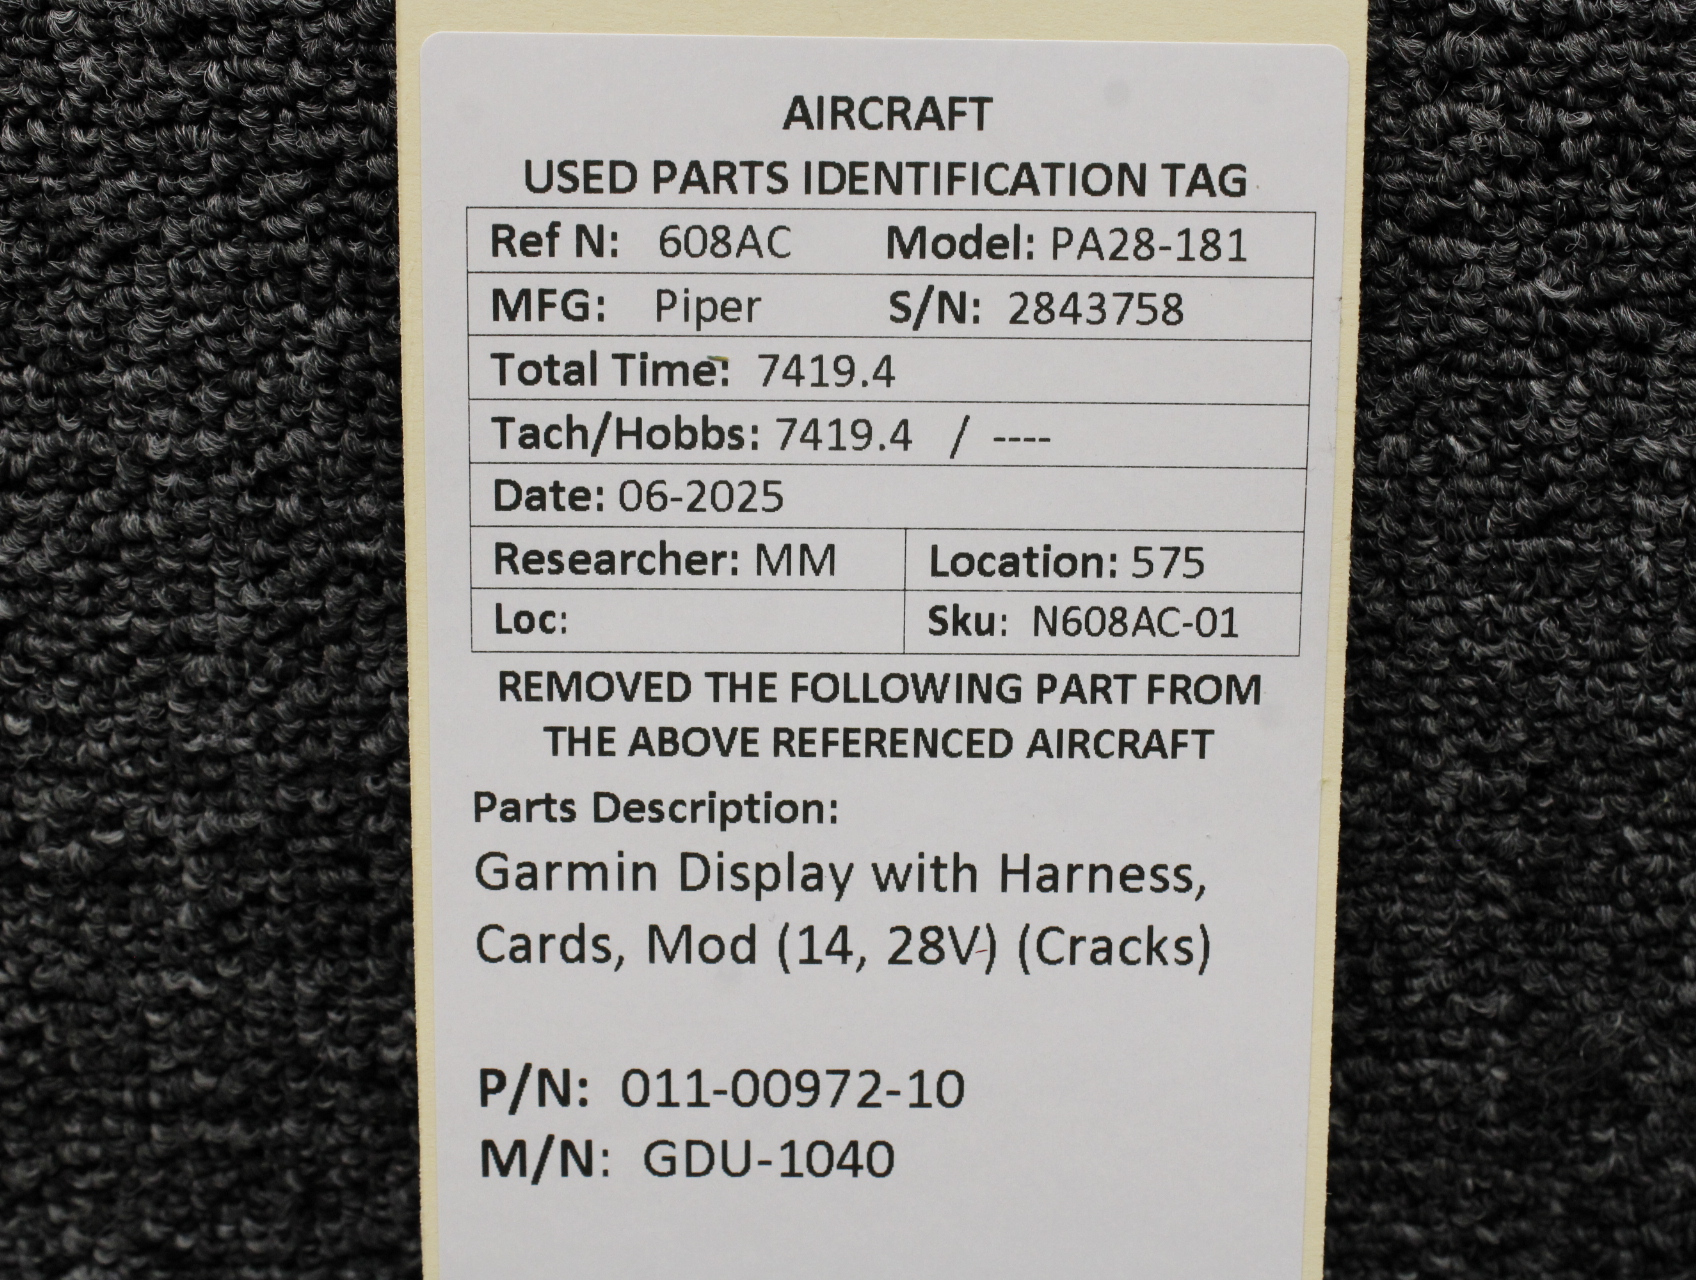 AIRCRAFT
USED PARTS IDENTIFICATION TAG
Ref N: 608AC Model: PA28-181
MFG: Piper S/N: 2843758
Total Time: 7419.4
Tach/Hobbs: 7419.4 / ----
Date: 06-2025
Researcher: MM Location: 575
Loc: Sku: N608AC-01
REMOVED THE FOLLOWING PART FROM
THE ABOVE REFERENCED AIRCRAFT
Parts Description:
Garmin Display with Harness,
Cards, Mod (14, 28V) (Cracks)
P/N: 011-00972-10
M/N: GDU-1040